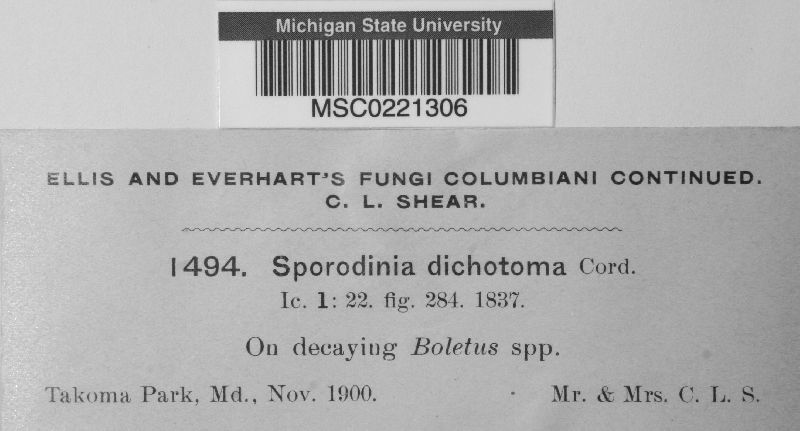 Michigan State University
MSC0221306
ELLIS AND EVERHART'S FUNGI COLUMBIANI CONTINUED.
C. L. SHEAR.
1494. Sporodinia dichotoma Cord.
Ic. 1: 22. fig. 284. 1837.
On decaying Boletus spp.
Takoma Park, Md., Nov. 1900. Mr. & Mrs. C. L. S.